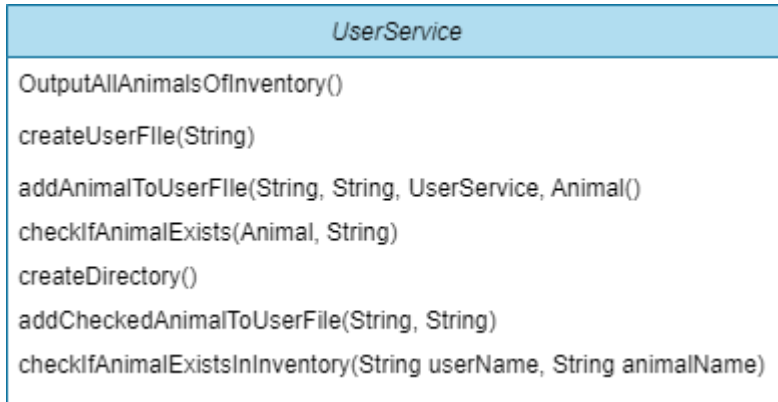 UserService
OutputAllAnimalsOfInventory()
createUserFIle(String)
addAnimalToUserFIle(String, String, UserService, Animal()
checkIfAnimalExists(Animal, String)
createDirectory()
addCheckedAnimalToUserFile(String, String)
checkIfAnimalExistsInInventory(String userName, String animalName)